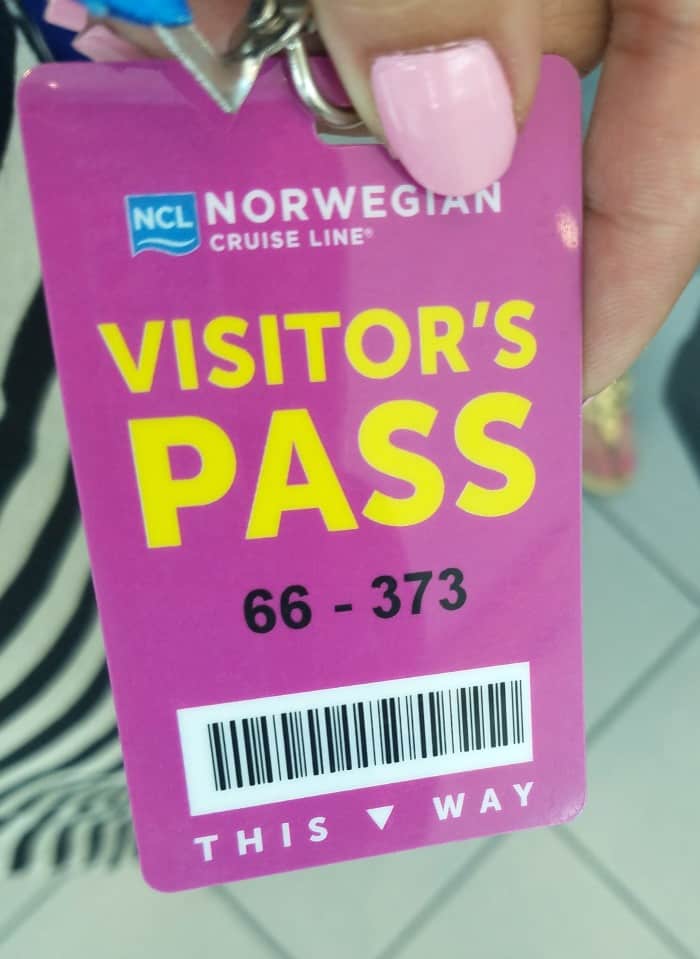 NCL NORWEGIAN
CRUISE LINE®
VISITOR'S
PASS
66 - 373
THIS ▼ WAY